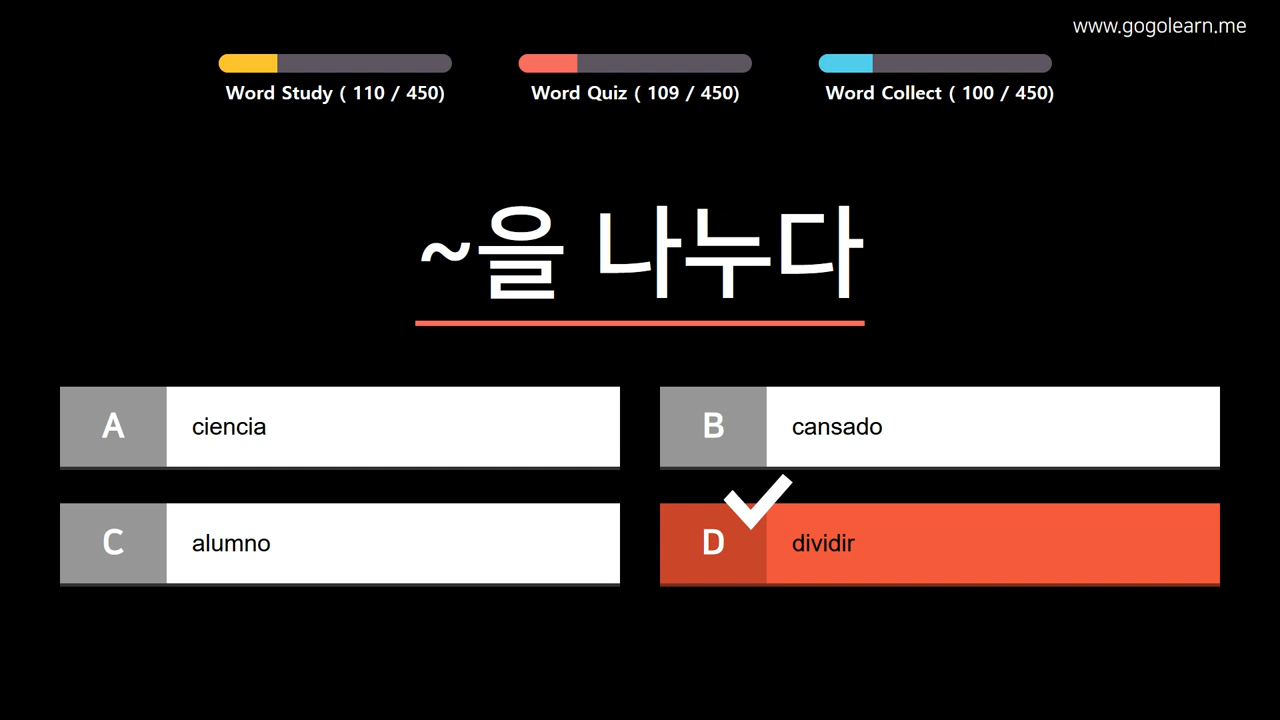 www.gogolearn.me
Word Study ( 110 / 450)
Word Quiz ( 109 / 450)
Word Collect ( 100 / 450)
~을 나누다
A ciencia
B cansado
C alumno
D dividir